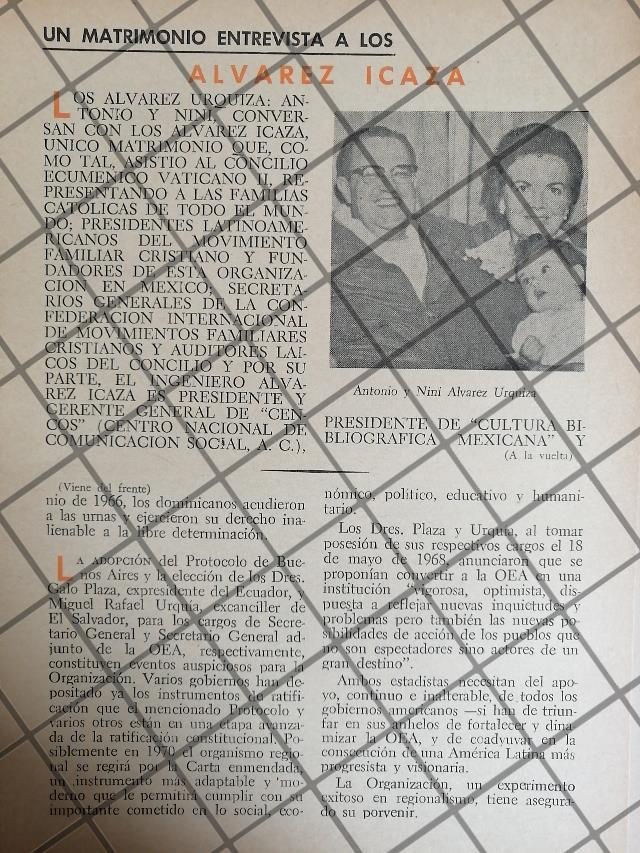 UN MATRIMONIO ENTREVISTA A LOS
ALVAREZ ICAZA
LOS ALVAREZ URQUIZA: AN-
TONIO Y NINI, CONVER-
SAN CON LOS ALVAREZ ICAZA,
UNICO MATRIMONIO QUE, CO-
MO TAL, ASISTIO AL CONCILIO
ECUMENICO VATICANO II, RE-
PRESENTANDO A LAS FAMILIAS
CATOLICAS DE TODO EL MUN-
DO; PRESIDENTES LATINOAME-
RICANOS DEL MOVIMIENTO
FAMILIAR CRISTIANO Y FUN-
DADORES DE ESTA ORGANIZA-
CION EN MEXICO; SECRETA-
RIOS GENERALES DE LA CON-
FEDERACION INTERNACIONAL
DE MOVIMIENTOS FAMILIARES
CRISTIANOS Y AUDITORES LAI-
COS DEL CONCILIO Y POR SU
PARTE, EL INGENIERO ALVA-
REZ ICAZA ES PRESIDENTE Y
GERENTE GENERAL DE "CEN-
COS" (CENTRO NACIONAL DE
COMUNICACION SOCIAL, A. C.),
Antonio y Nini Alvarez Urquiza
PRESIDENTE DE "CULTURA BI-
BLIOGRAFICA MEXICANA" Y
(A la vuelta)
(Viene del frente)
nio de 1966, los dominicanos acudieron
a las urnas y ejercieron su derecho ina-
lienable a la libre determinación.
LA ADOPCIÓN del Protocolo de Bue-
nos Aires y la elección de los Dres.
Galo Plaza, expresidente del Ecuador, y
Miguel Rafael Urquía, excanciller de
El Salvador, para los cargos de Secre-
tario General y Secretario General ad-
junto de la OEA, respectivamente,
constituyen eventos auspiciosos para la
Organización. Varios gobiernos han de-
positado ya los instrumentos de ratifi-
cación que el mencionado Protocolo y
varios otros están en una etapa avanza-
da de la ratificación constitucional. Po-
siblemente en 1970 el organismo regio-
nal se regirá por la Carta enmendada,
un instrumento más adaptable y mo-
derno que le permitirá cumplir con su
importante cometido en lo social, eco-
nómico, político, educativo y humani-
tario.
Los Dres. Plaza y Urquía, al tomar
posesión de sus respectivos cargos el 18
de mayo de 1968, anunciaron que se
proponían convertir a la OEA en una
institución "vigorosa, optimista, dis-
puesta a reflejar nuevas inquietudes y
problemas pero también las nuevas po-
sibilidades de acción de los pueblos que
no son espectadores sino actores de un
gran destino".
Ambos estadistas necesitan del apo-
yo, continuo e inalterable, de todos los
gobiernos americanos —si han de triun-
far en sus anhelos de fortalecer y dina
mizar la OEA, y de coadyuvar en la
consecución de una América Latina más
progresista y visionaria.
La Organización, un experimento
exitoso en regionalismo, tiene asegura-
do su porvenir.